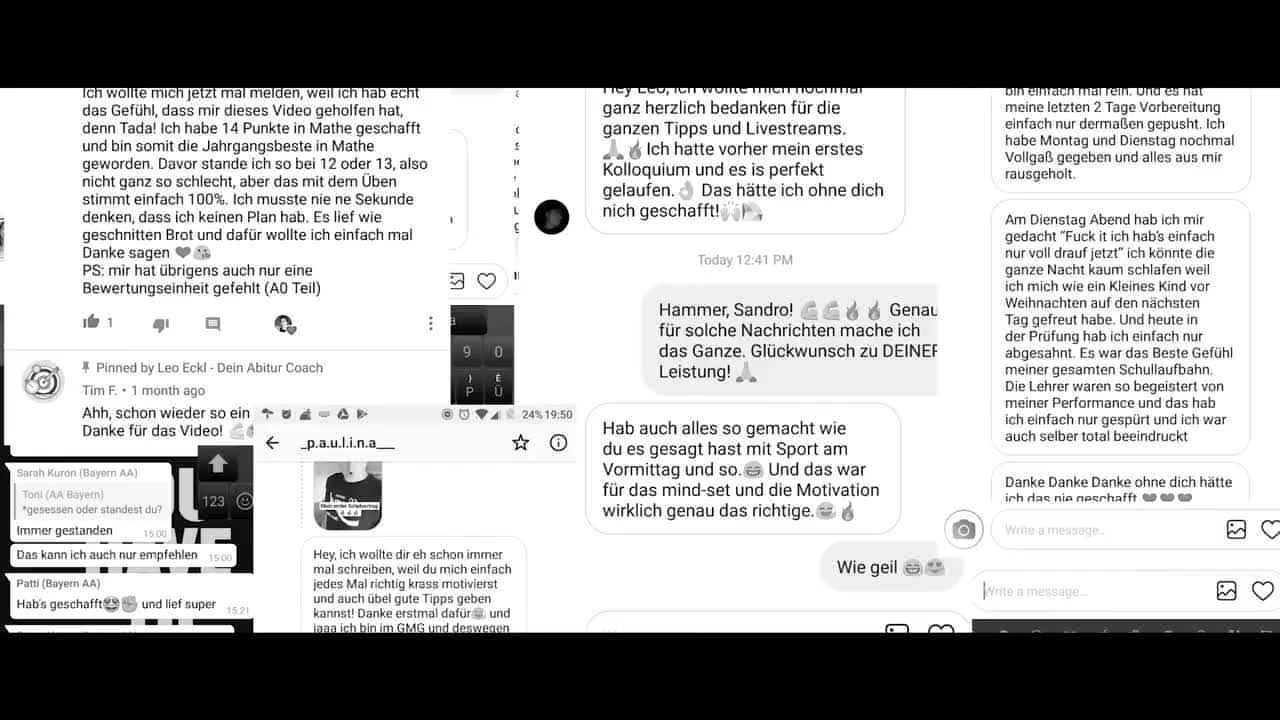 Ich wollte mich jetzt mal melden, weil ich hab echt
das Gefühl, dass mir dieses Video geholfen hat,
denn Tada! Ich habe 14 Punkte in Mathe geschafft
und bin somit die Jahrgangsbeste in Mathe
geworden. Davor stande ich so bei 12 oder 13, also
nicht ganz so schlecht, aber das mit dem Üben
stimmt einfach 100%. Ich musste nie ne Sekunde
denken, dass ich keinen Plan hab. Es lief wie
geschnitten Brot und dafür wollte ich einfach mal
Danke sagen ❤😘
PS: mir hat übrigens auch nur eine
Bewertungseinheit gefehlt (A0 Teil)
1
Pinned by Leo Eckl - Dein Abitur Coach
Tim F. • 1 month ago
Ahh, schon wieder so ein
Danke für das Video! 💪
Sarah Kuron (Bayern AA)
Toni (AA Bayern)
*gesessen oder standest du?
Immer gestanden
15:00
Das kann ich auch nur empfehlen
15:00
Patti (Bayern AA)
Hab's geschafft😍✊ und lief super
15:21
123
9 0
P Ü
24% 19:50
_p.a.u.l.i.n.a___
Hey, ich wollte dir eh schon immer
mal schreiben, weil du mich einfach
jedes Mal richtig krass motivierst
und auch übel gute Tipps geben
kannst! Danke erstmal dafür😁 und
jaaa ich bin im GMG und deswegen
Hey Leo, ich wollte mich nochmal
ganz herzlich bedanken für die
ganzen Tipps und Livestreams.
🙏🔥Ich hatte vorher mein erstes
Kolloquium und es is perfekt
gelaufen.👌 Das hätte ich ohne dich
nich geschafft!🙌
Today 12:41 PM
Hammer, Sandro! 💪💪🔥🔥 Genau
für solche Nachrichten mache ich
das Ganze. Glückwunsch zu DEINER
Leistung! 🙏
Hab auch alles so gemacht wie
du es gesagt hast mit Sport am
Vormittag und so.😂 Und das war
für das mind-set und die Motivation
wirklich genau das richtige.😂🔥
Wie geil 😂😍
bin einfach mal rein. Und es hat
meine letzten 2 Tage Vorbereitung
einfach nur dermaßen gepusht. Ich
habe Montag und Dienstag nochmal
Vollgaß gegeben und alles aus mir
rausgeholt.
Am Dienstag Abend hab ich mir
gedacht “Fuck it ich hab’s einfach
nur voll drauf jetzt” ich könnte die
ganze Nacht kaum schlafen weil
ich mich wie ein Kleines Kind vor
Weihnachten auf den nächsten
Tag gefreut habe. Und heute in
der Prüfung hab ich einfach nur
abgesahnt. Es war das Beste Gefühl
meiner gesamten Schullaufbahn.
Die Lehrer waren so begeistert von
meiner Performance und das hab
ich einfach nur gespürt und ich war
auch selber total beeindruckt
Danke Danke Danke ohne dich hätte
ich das nie geschafft ❤❤❤
Write a message...
Write a message...